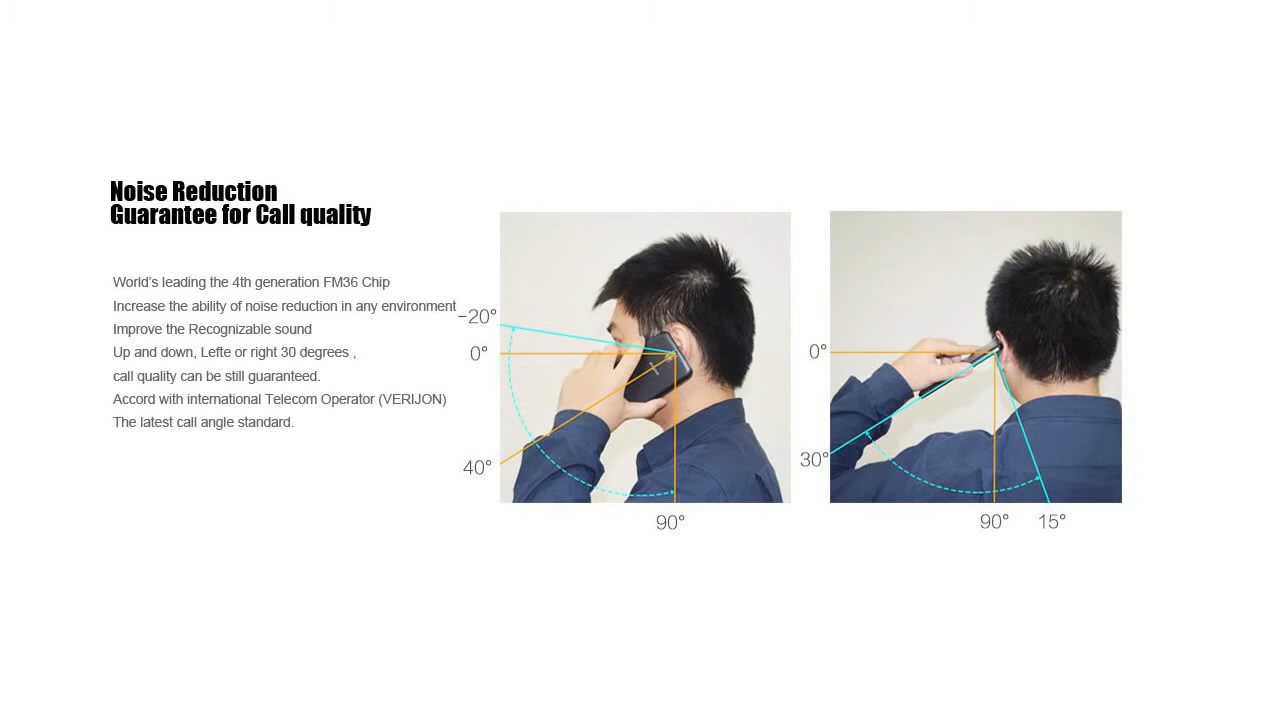 Noise Reduction
Guarantee for Call quality
World's leading the 4th generation FM36 Chip
Increase the ability of noise reduction in any environment
Improve the Recognizable sound
Up and down, Lefte or right 30 degrees ,
call quality can be still guaranteed.
Accord with international Telecom Operator (VERIJON)
The latest call angle standard.
-20°
0°
40°
90°
0°
30°
90° 15°